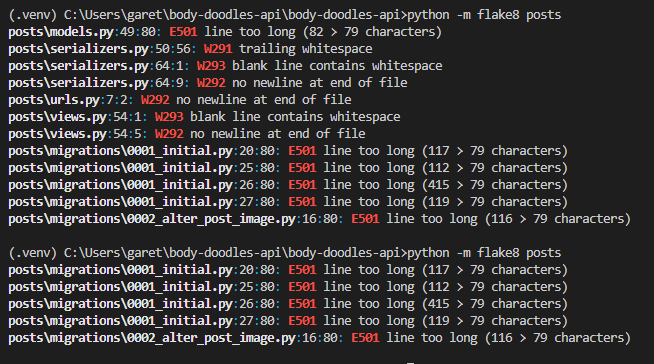 (.venv) C:\Users\garet\body-doodles-api\body-doodles-api>python -m flake8 posts
posts\models.py:49:80: E501 line too long (82 > 79 characters)
posts\serializers.py:50:56: W291 trailing whitespace
posts\serializers.py:64:1: W293 blank line contains whitespace
posts\serializers.py:64:9: W292 no newline at end of file
posts\urls.py:7:2: W292 no newline at end of file
posts\views.py:54:1: W293 blank line contains whitespace
posts\views.py:54:5: W292 no newline at end of file
posts\migrations\0001_initial.py:20:80: E501 line too long (117 > 79 characters)
posts\migrations\0001_initial.py:25:80: E501 line too long (112 > 79 characters)
posts\migrations\0001_initial.py:26:80: E501 line too long (415 > 79 characters)
posts\migrations\0001_initial.py:27:80: E501 line too long (119 > 79 characters)
posts\migrations\0002_alter_post_image.py:16:80: E501 line too long (116 > 79 characters)
(.venv) C:\Users\garet\body-doodles-api\body-doodles-api>python -m flake8 posts
posts\migrations\0001_initial.py:20:80: E501 line too long (117 > 79 characters)
posts\migrations\0001_initial.py:25:80: E501 line too long (112 > 79 characters)
posts\migrations\0001_initial.py:26:80: E501 line too long (415 > 79 characters)
posts\migrations\0001_initial.py:27:80: E501 line too long (119 > 79 characters)
posts\migrations\0002_alter_post_image.py:16:80: E501 line too long (116 > 79 characters)